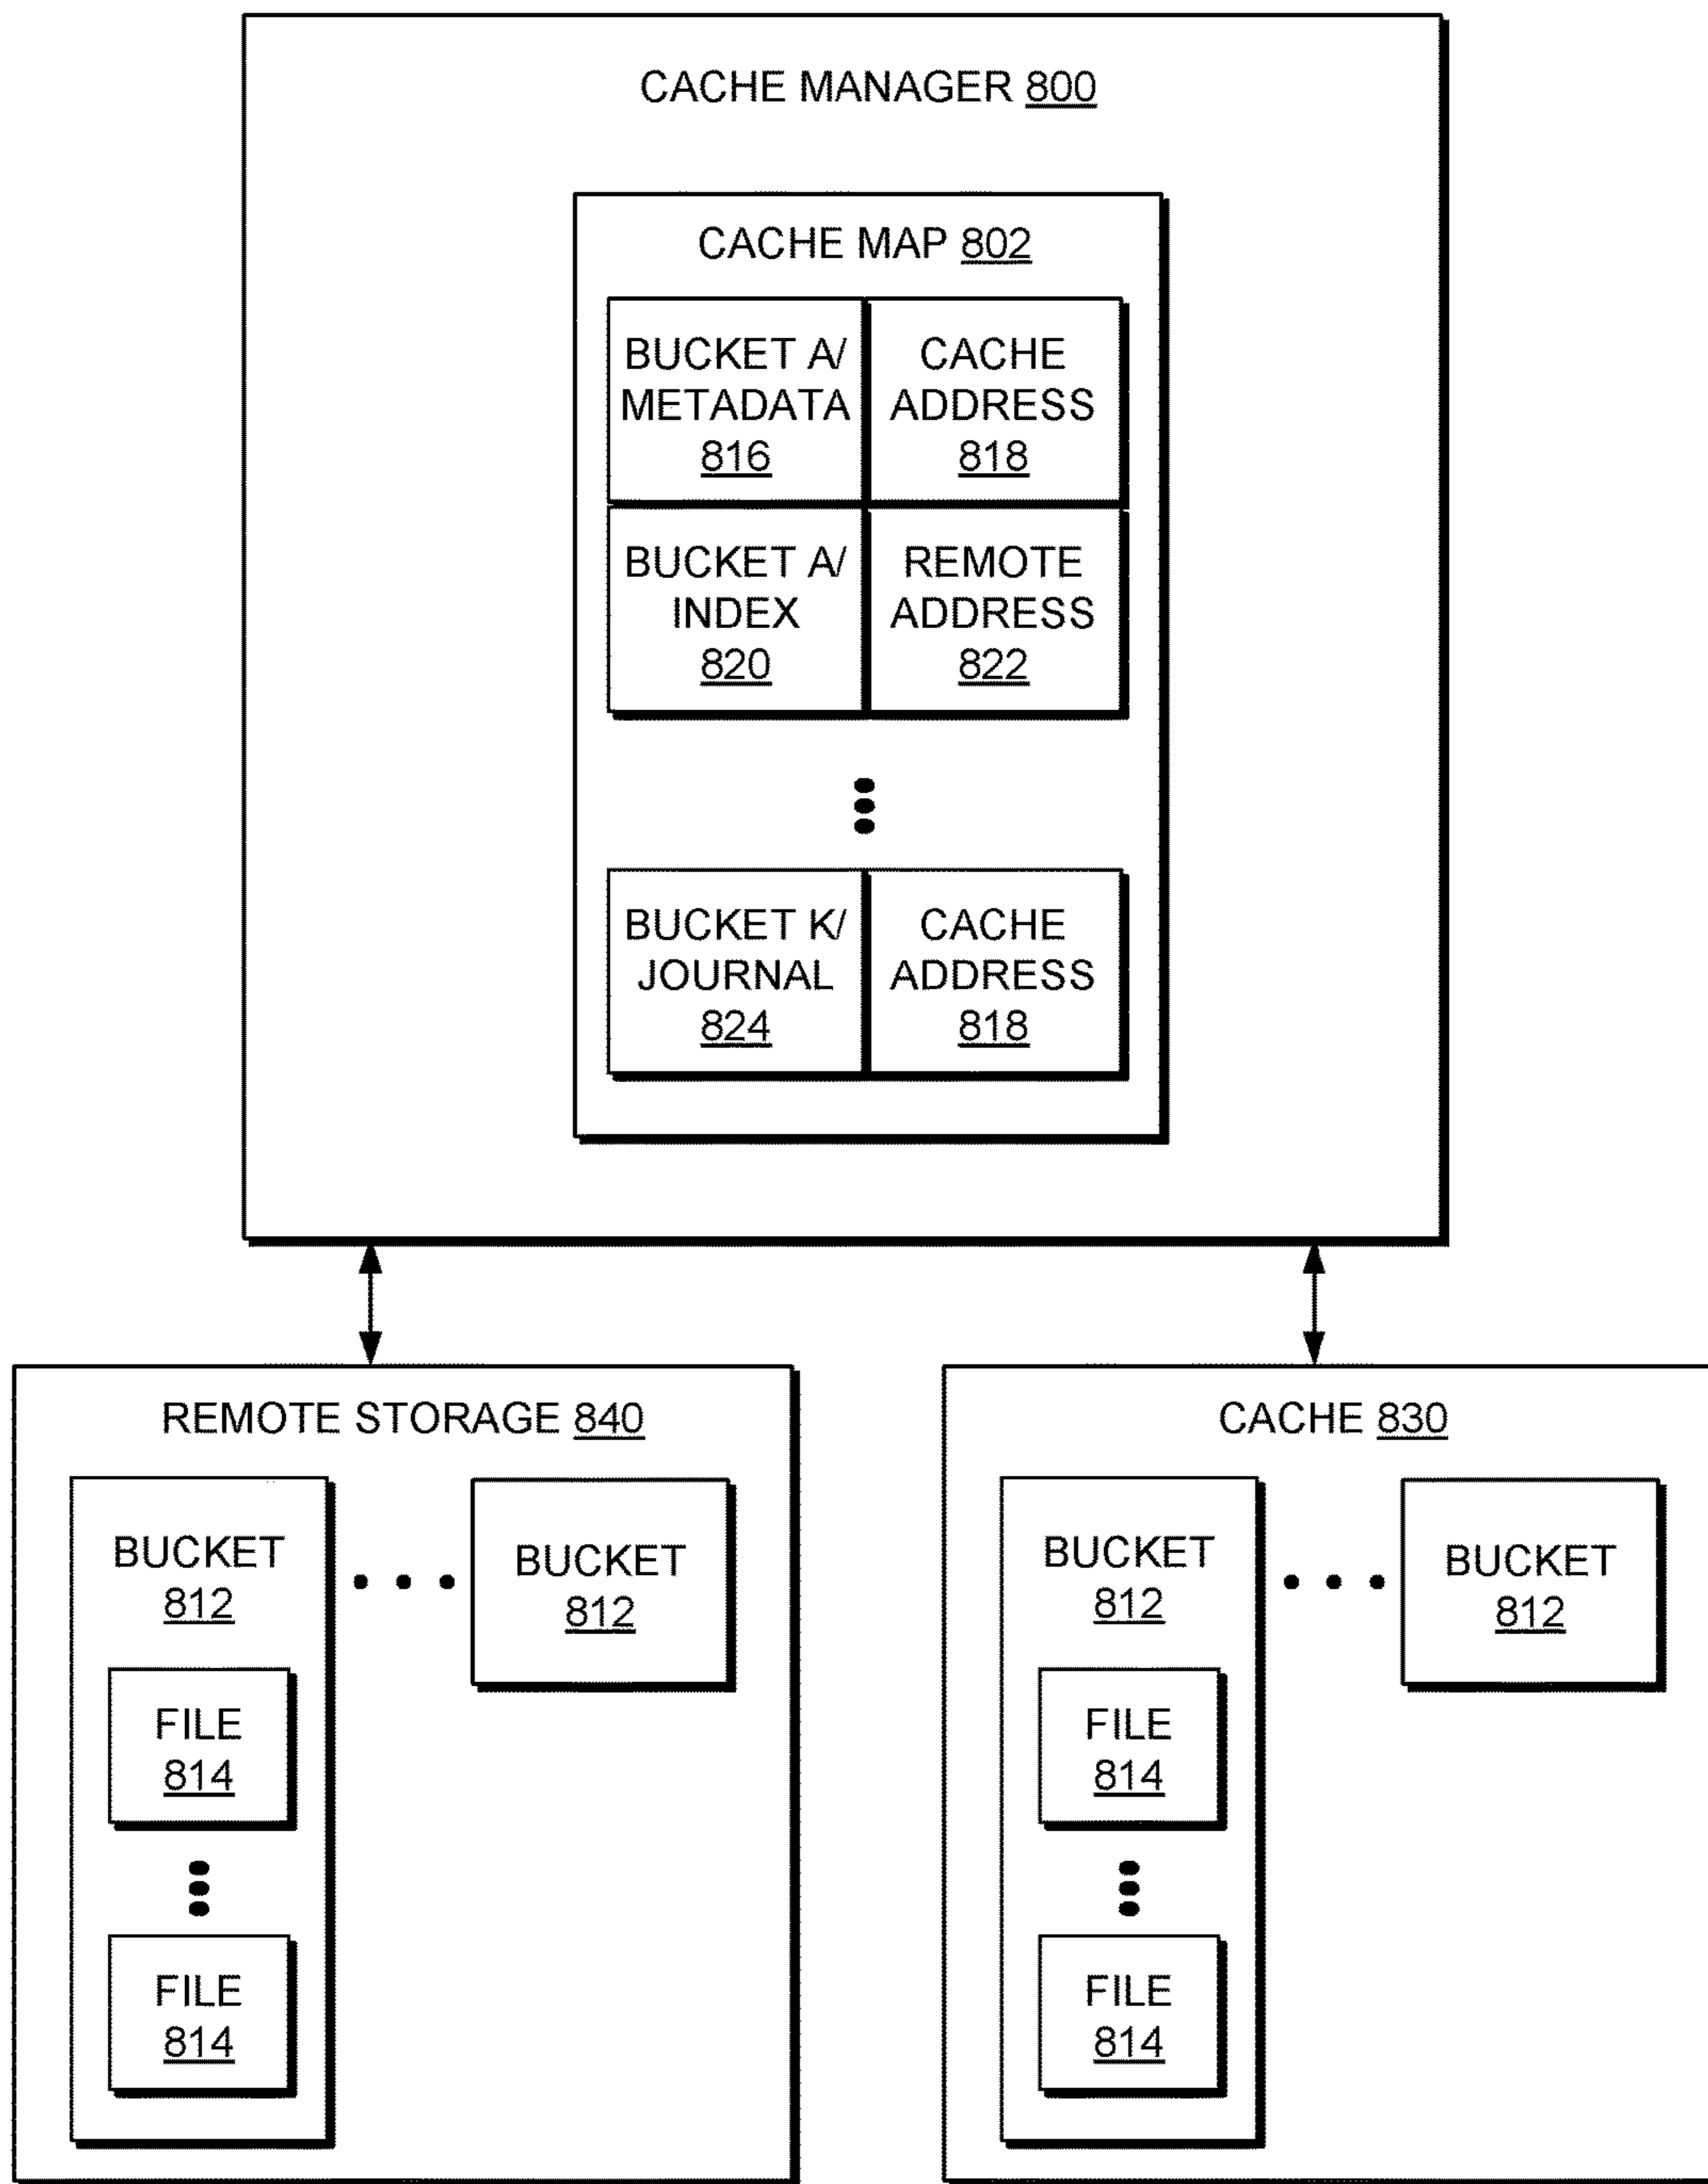 CACHE MANAGER 800
CACHE MAP 802
BUCKET A/
METADATA
816
CACHE
ADDRESS
818
BUCKET A/
INDEX
820
REMOTE
ADDRESS
822
BUCKET K/
JOURNAL
824
CACHE
ADDRESS
818
REMOTE STORAGE 840
BUCKET
812
BUCKET
812
FILE
814
FILE
814
CACHE 830
BUCKET
812
BUCKET
812
FILE
814
FILE
814